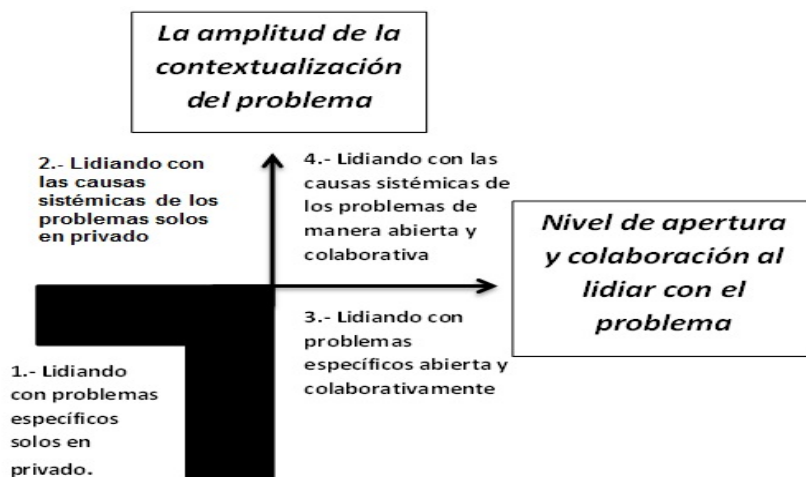 La amplitud de la
contextualización
del problema
2.- Lidiando con
las causas
sistémicas de los
problemas solos
en privado
4.- Lidiando con las
causas sistémicas de
los problemas de
manera abierta y
colaborativa
Nivel de apertura
y colaboración al
lidiar con el
problema
3.- Lidiando con
problemas
específicos abierta y
colaborativamente
1.- Lidiando
con problemas
específicos
solos en
privado.